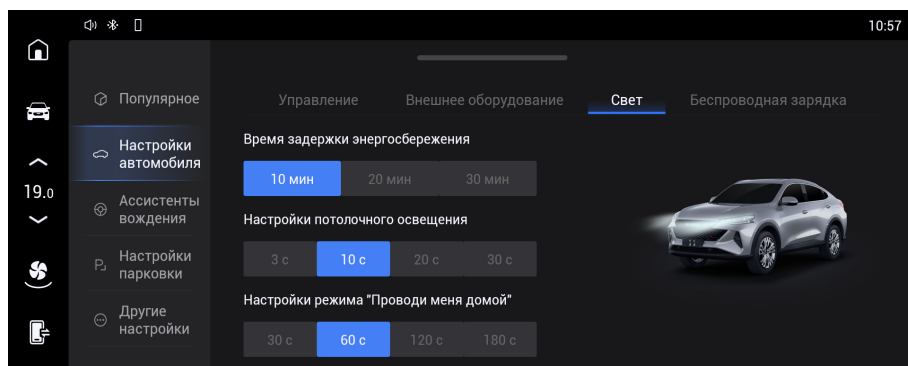 10:57
19.0
Популярное
Настройки
автомобиля
Ассистенты
вождения
Настройки
парковки
Другие
настройки
Управление Внешнее оборудование Свет Беспроводная зарядка
Время задержки энергосбережения
10 мин 20 мин 30 мин
Настройки потолочного освещения
3 с 10 с 20 с 30 с
Настройки режима "Проводи меня домой"
30 с 60 с 120 с 180 с